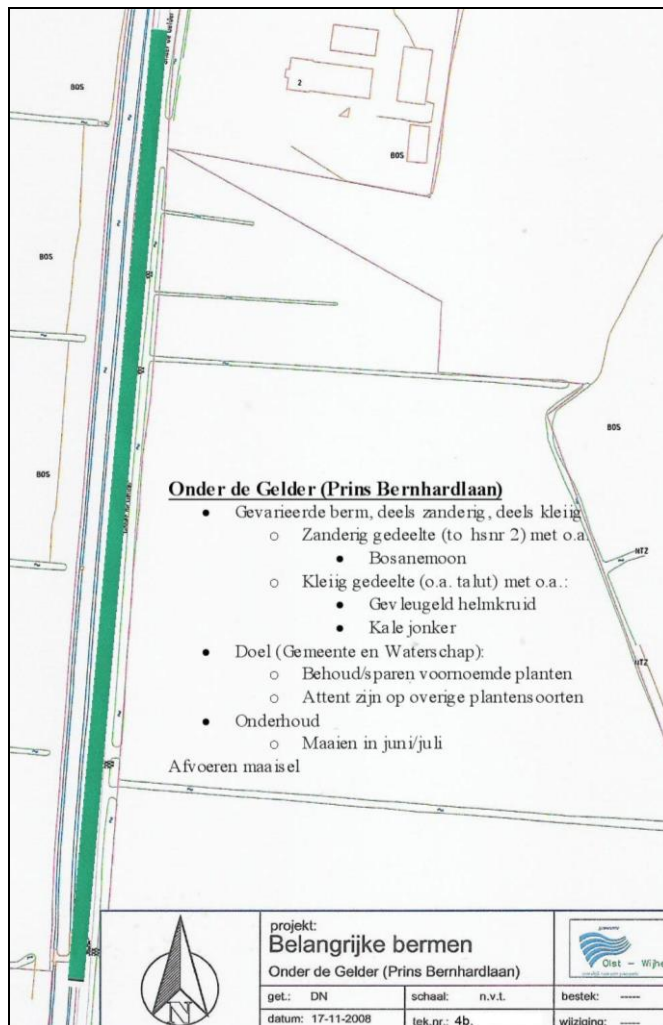 Onder de Gelder
BOS
2
BOS
BOS
BOS
BOS
Onder de Gelder (Prins Bernhardlaan)
• Gevarieerde berm, deels zanderig, deels kleiig
o Zanderig gedeelte (to hsnr 2) met o.a.
• Bosanemoon
o Kleiig gedeelte (o.a. talut) met o.a.:
• Gevleugeld helmkruid
• Kale jonker
• Doel (Gemeente en Waterschap):
o Behoud/sparen voornoemde planten
o Attent zijn op overige plantensoorten
• Onderhoud
o Maaien in juni/juli
Afvoeren maaisel
NTZ
NTZ
N
projekt:
Belangrijke bermen
Onder de Gelder (Prins Bernhardlaan)
get.: DN
schaal: n.v.t.
bestek: -----
datum: 17-11-2008
tek.nr.: 4b.
wijziging: -----
gemeente
Olst - Wijhe